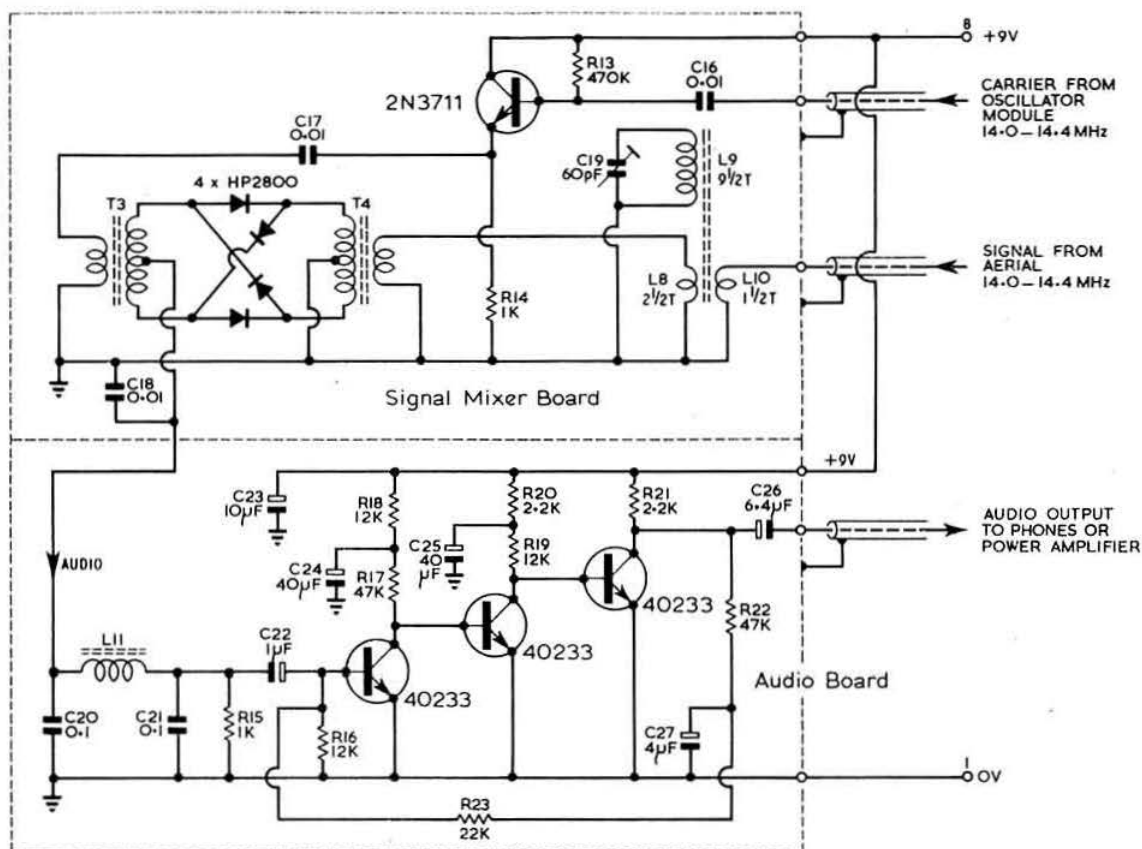 8
+9V
R13
470K
C16
0·01
2N3711
CARRIER FROM
OSCILLATOR
MODULE
14·0–14·4MHz
C17
0·01
C19
60pF
L9
9½T
4 x HP2800
T3
T4
SIGNAL FROM
AERIAL
14·0–14·4MHz
L8
2½T
L10
1½T
R14
1K
C18
0·01
Signal Mixer Board
+9V
C23
10µF
R18
12K
R20
2·2K
R21
2·2K
C26
6·4µF
AUDIO OUTPUT
TO PHONES OR
POWER AMPLIFIER
C25
40
µF
R19
12K
AUDIO
C24
40µF
R17
47K
40233
R22
47K
L11
C22
1µF
40233
40233
Audio Board
C20
0·1
C21
0·1
R15
1K
R16
12K
C27
4µF
1
0V
R23
22K